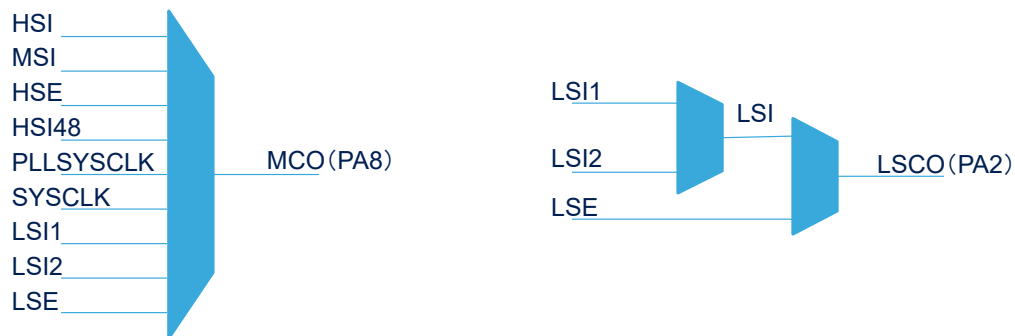 HSI
MSI
HSE
HSI48
PLLSYSCLK
SYSCLK
LSI1
LSI2
LSE
MCO（PA8）
LSI1
LSI2
LSE
LSI
LSCO（PA2）